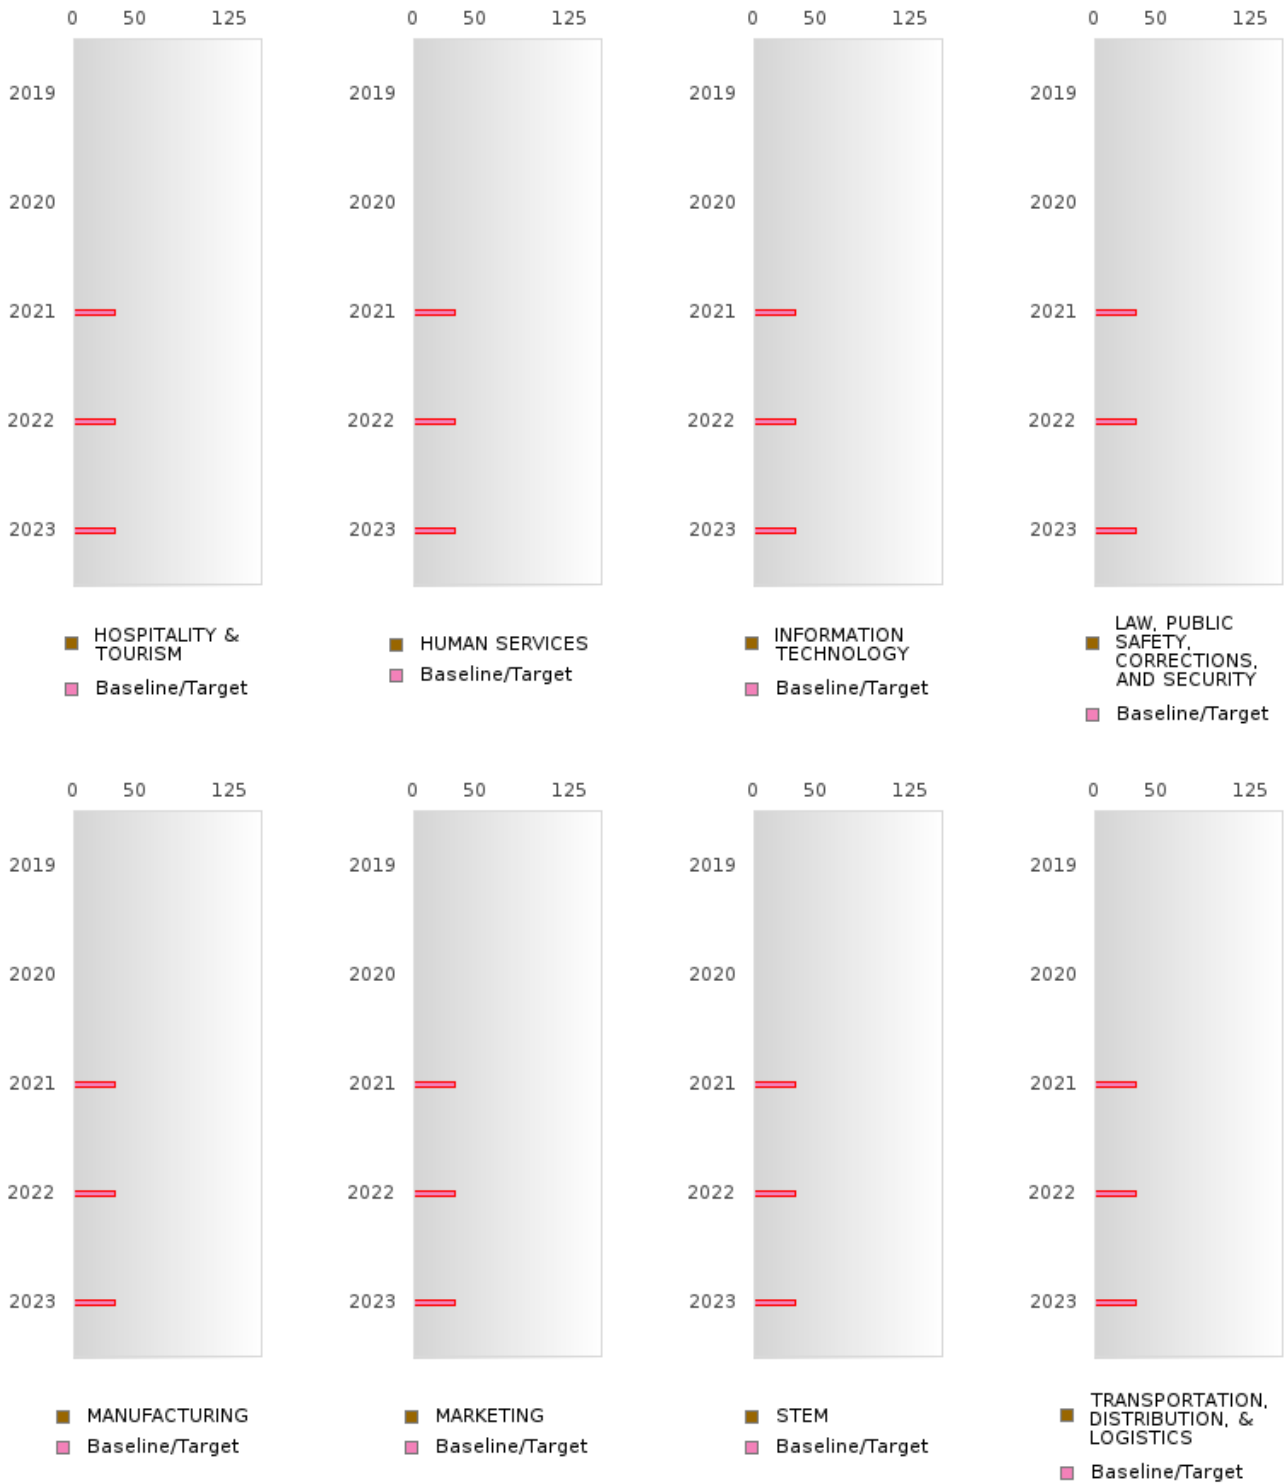 0 50 125 0 50 125 0 50 125 0 50 125
2019 2019 2019 2019
2020 2020 2020 2020
2021 2021 2021 2021
2022 2022 2022 2022
2023 2023 2023 2023
HOSPITALITY &
TOURISM
Baseline/Target
HUMAN SERVICES
Baseline/Target
INFORMATION
TECHNOLOGY
Baseline/Target
LAW, PUBLIC
SAFETY,
CORRECTIONS,
AND SECURITY
Baseline/Target
0 50 125 0 50 125 0 50 125 0 50 125
2019 2019 2019 2019
2020 2020 2020 2020
2021 2021 2021 2021
2022 2022 2022 2022
2023 2023 2023 2023
MANUFACTURING
Baseline/Target
MARKETING
Baseline/Target
STEM
Baseline/Target
TRANSPORTATION,
DISTRIBUTION, &
LOGISTICS
Baseline/Target